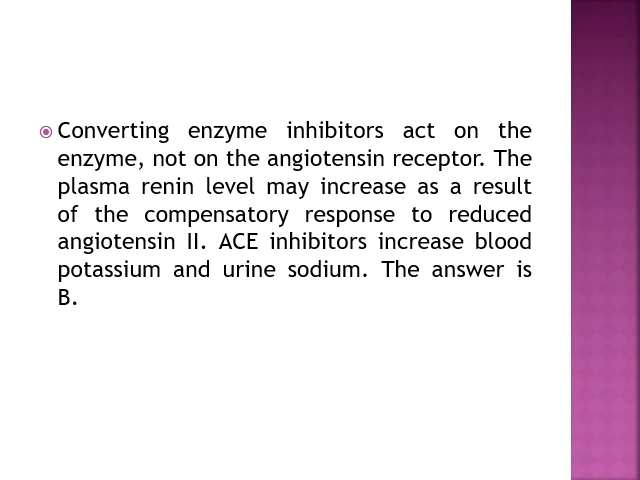 Converting enzyme inhibitors act on the
enzyme, not on the angiotensin receptor. The
plasma renin level may increase as a result
of the compensatory response to reduced
angiotensin II. ACE inhibitors increase blood
potassium and urine sodium. The answer is
B.